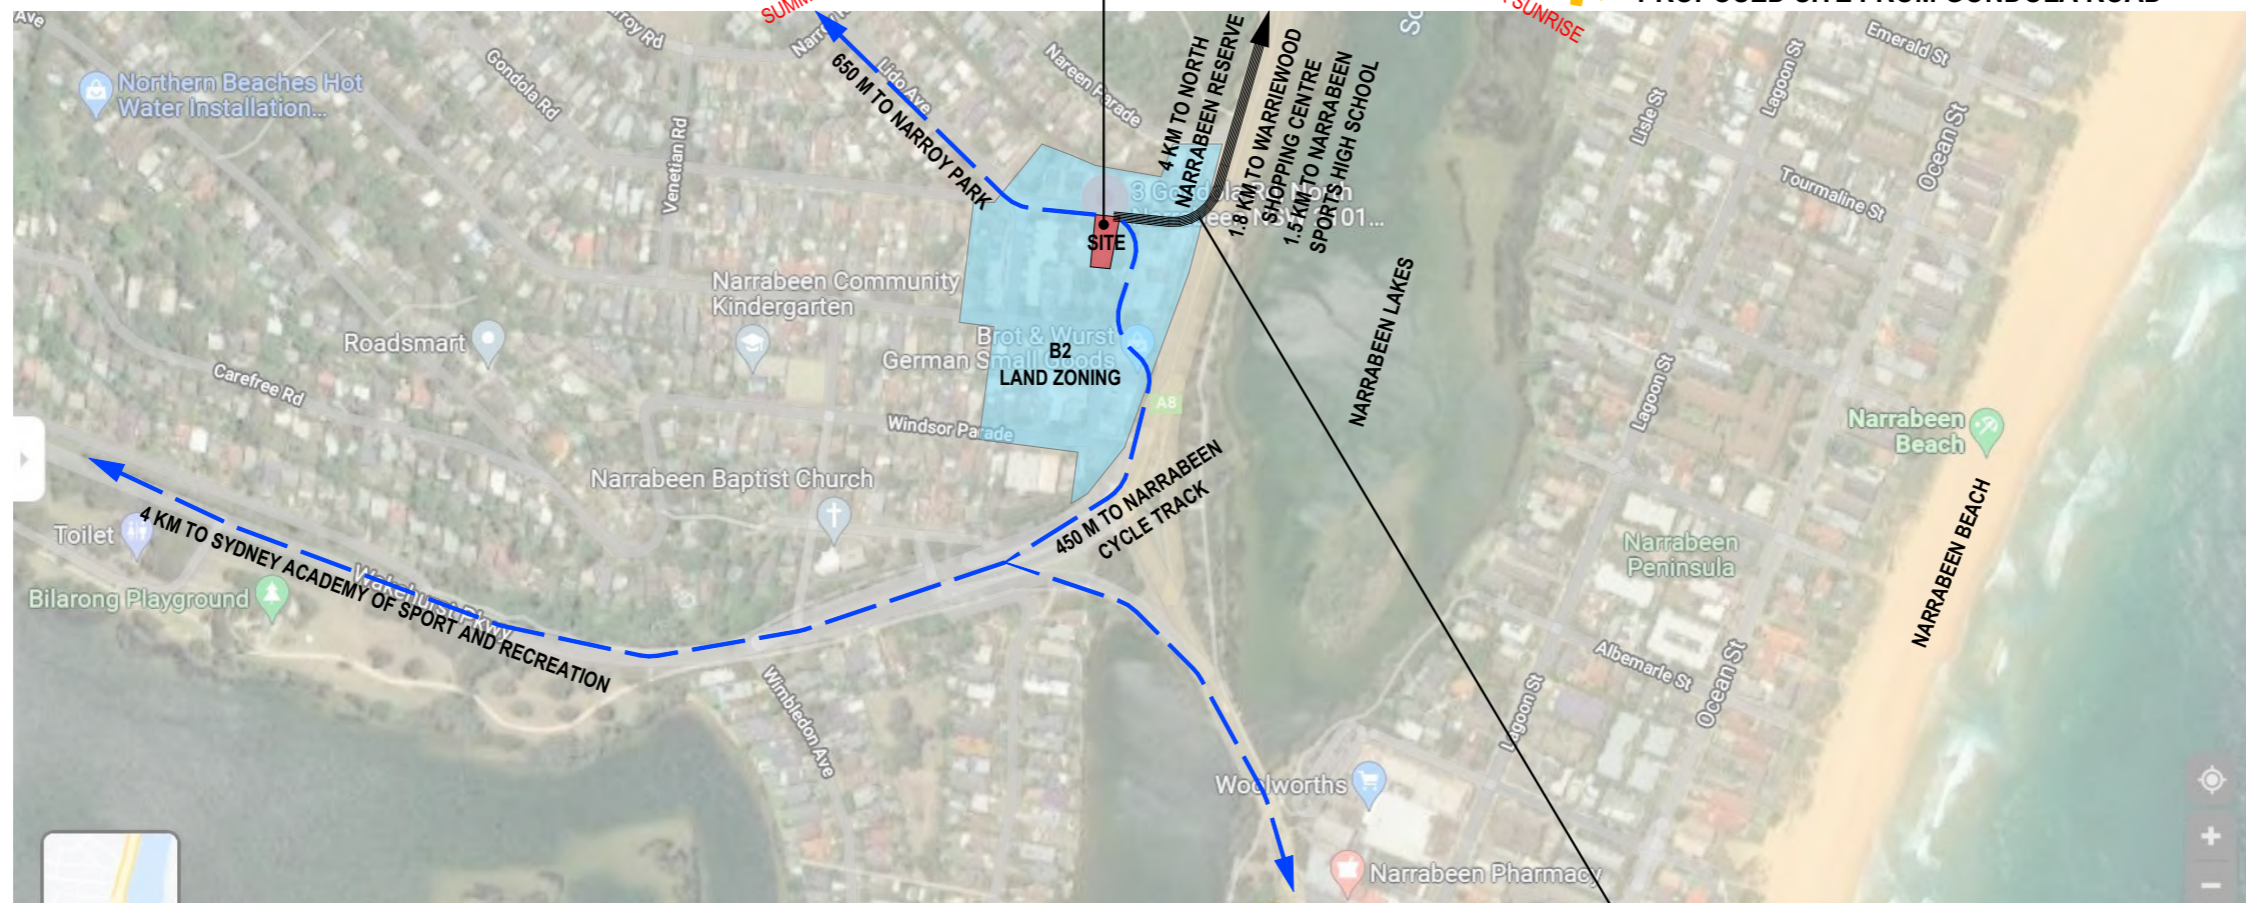 PROPOSED SITE FROM GONDOLA ROAD
SUNRISE
Ave
Northern Beaches Hot
Water Installation...
Gondola Rd
Venetian Rd
Lido Ave
Nareen Parade
650 M TO NARROY PARK
4 KM TO NORTH
NARRABEEN RESERVE
1.8 KM TO WARRIEWOOD
SHOPPING CENTRE
1.5 KM TO NARRABEEN
SPORTS HIGH SCHOOL
Emerald St
Lagoon St
Lisle St
Ocean St
Tourmaline St
SITE
Narrabeen Community
Kindergarten
Roadsmart
Carefree Rd
Brot & Wurst
German Small Goods
B2
LAND ZONING
Windsor Parade
A8
NARRABEEN LAKES
Lagoon St
Narrabeen
Beach
NARRABEEN BEACH
Narrabeen Baptist Church
450 M TO NARRABEEN
CYCLE TRACK
Toilet
4 KM TO SYDNEY ACADEMY OF SPORT AND RECREATION
Wakehurst Pkwy
Bilarong Playground
Narrabeen
Peninsula
Albemarle St
Ocean St
Lagoon St
Wimbledon Ave
Woolworths
Narrabeen Pharmacy